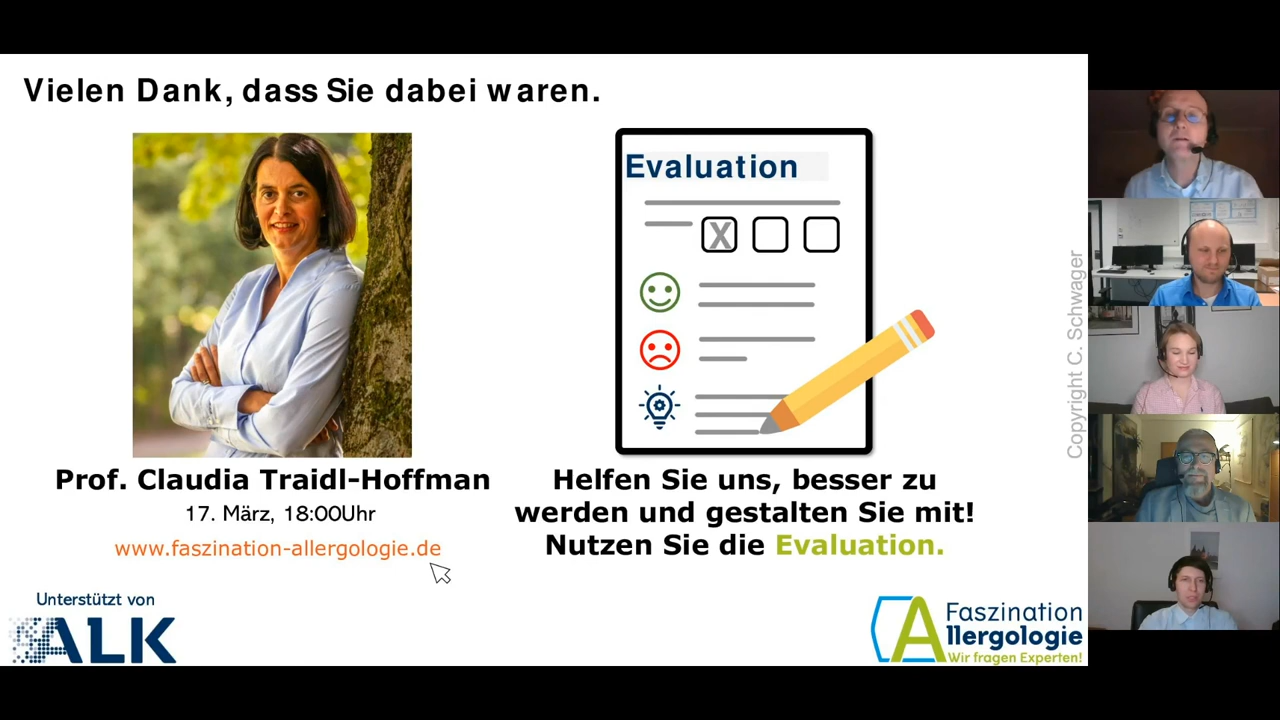 Vielen Dank, dass Sie dabei waren.
Evaluation
X
Prof. Claudia Traidl-Hoffman
17. März, 18:00Uhr
www.faszination-allergologie.de
Helfen Sie uns, besser zu
werden und gestalten Sie mit!
Nutzen Sie die Evaluation.
Copyright C. Schwager
Unterstützt von
ALK
Faszination
Allergologie
Wir fragen Experten!